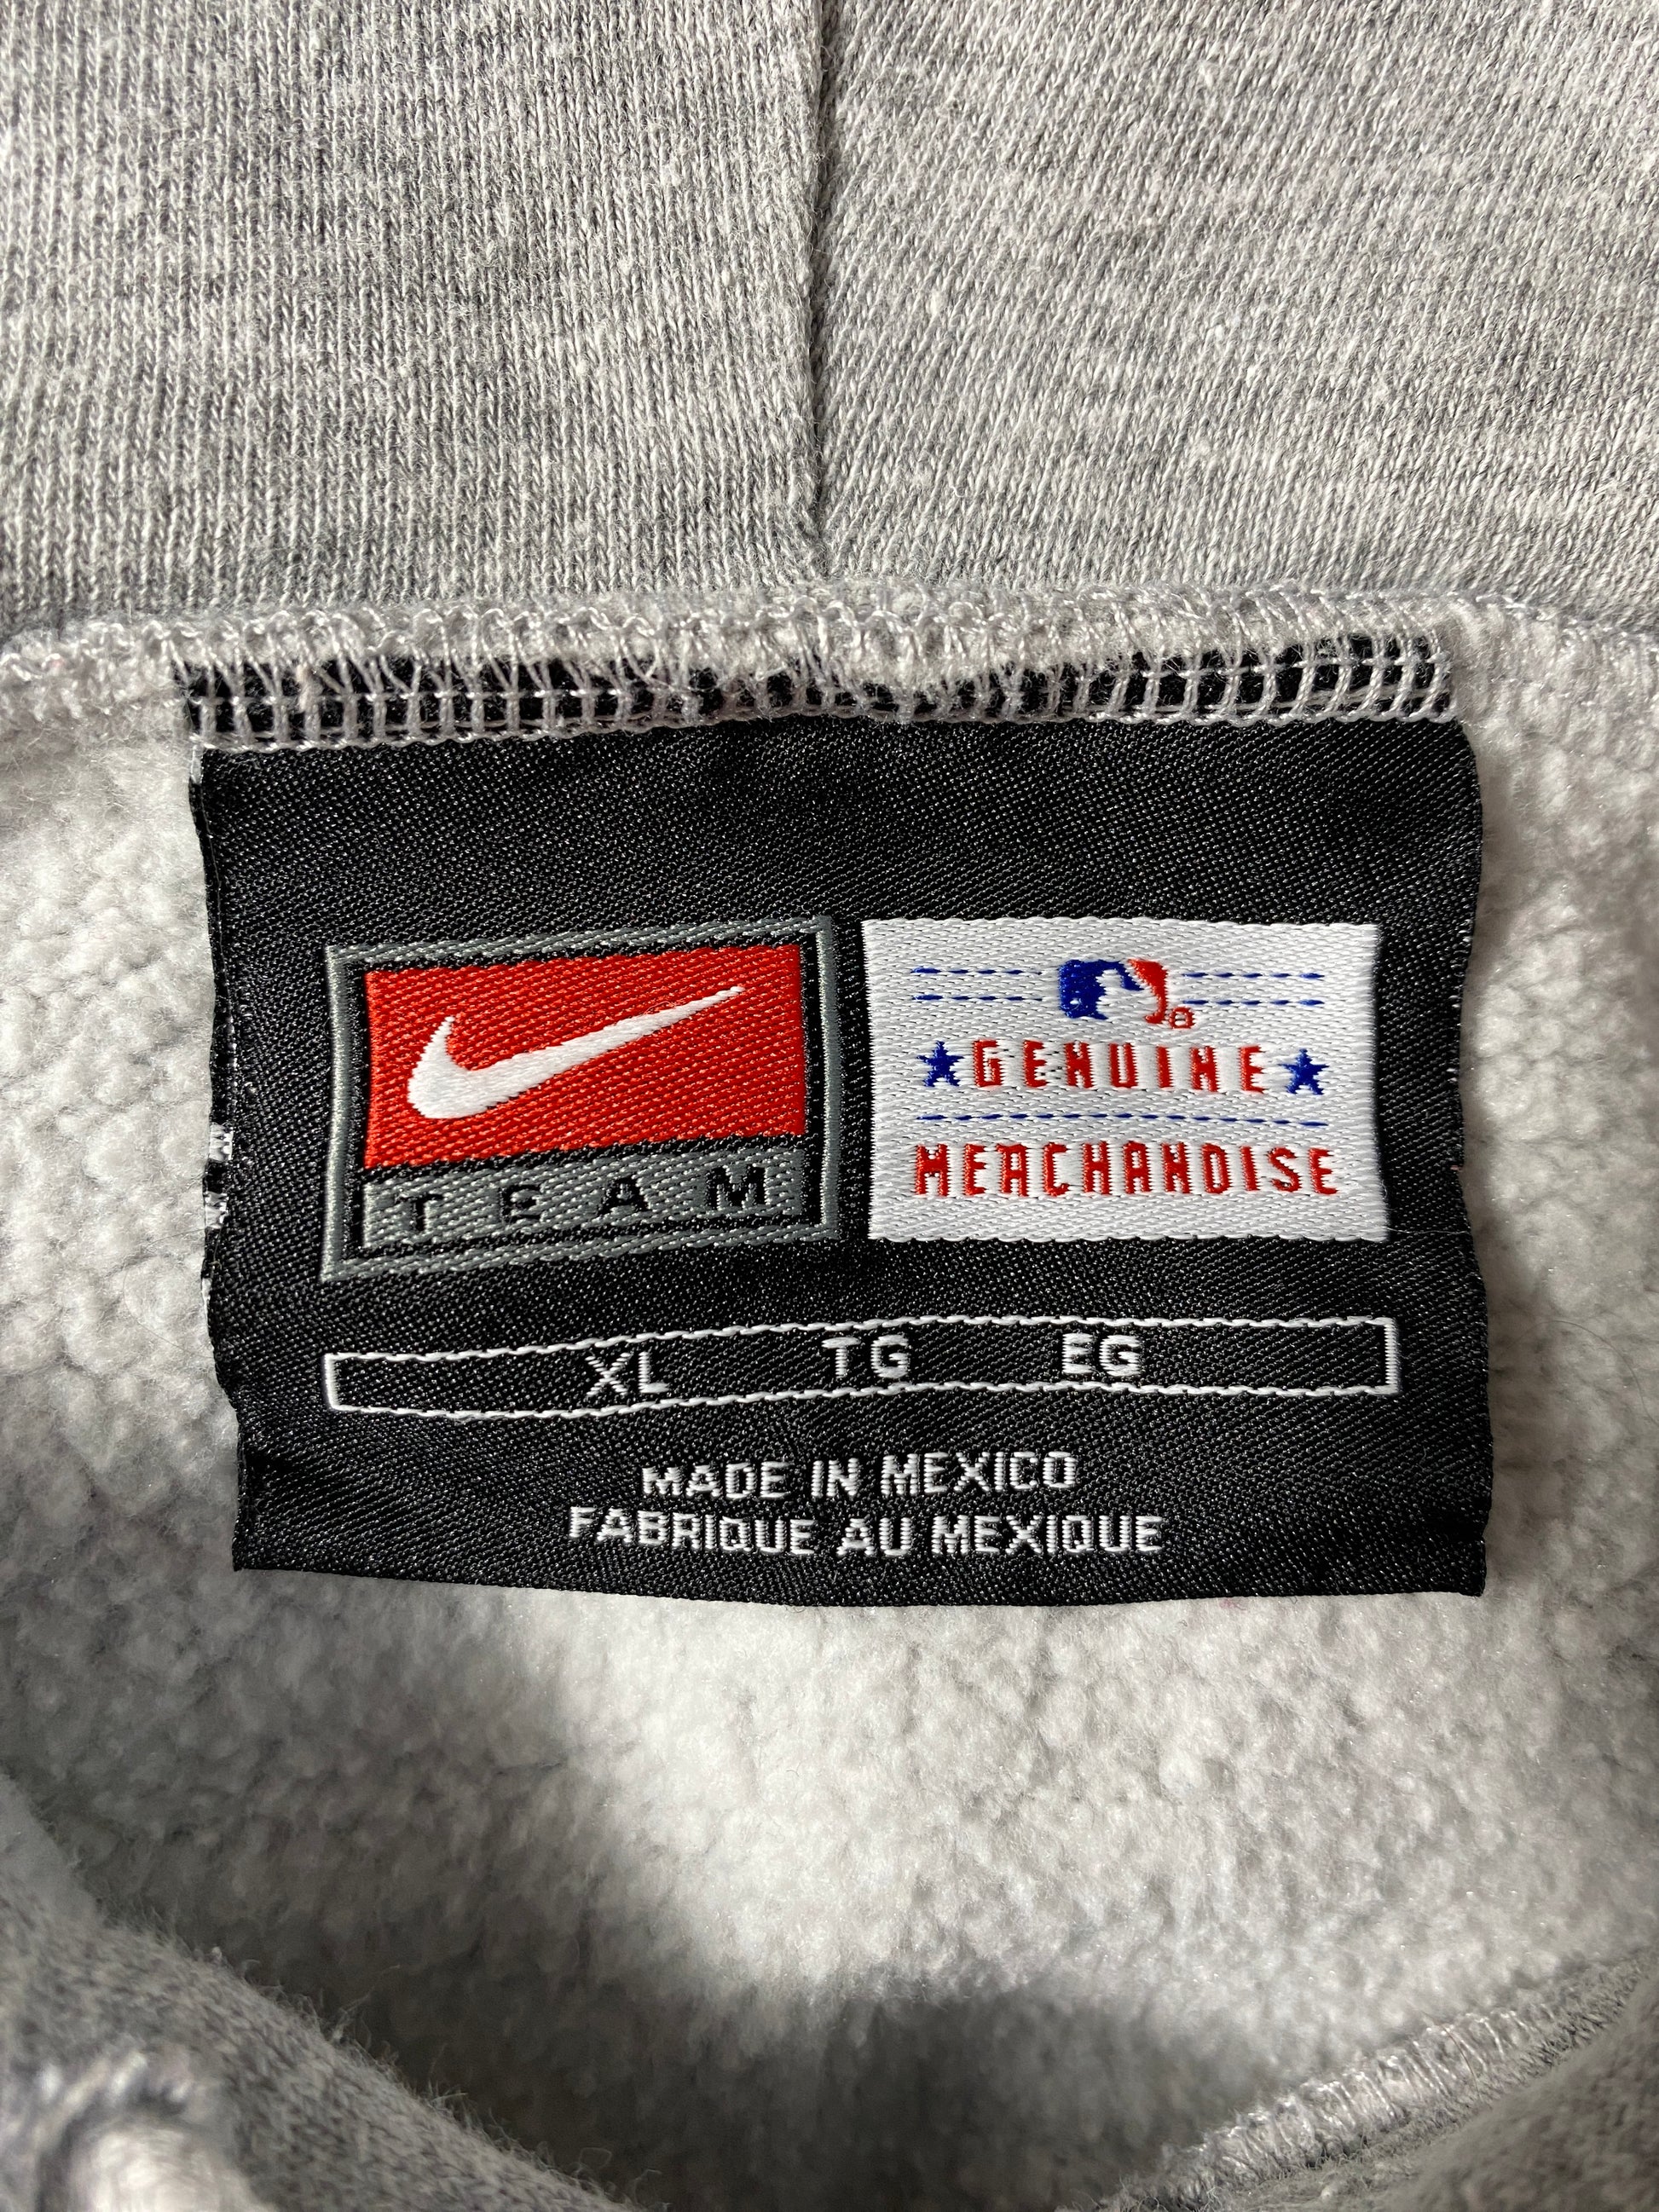 TEAM
GENUINE
MERCHANDISE
XL TG EG
MADE IN MEXICO
FABRIQUE AU MEXIQUE